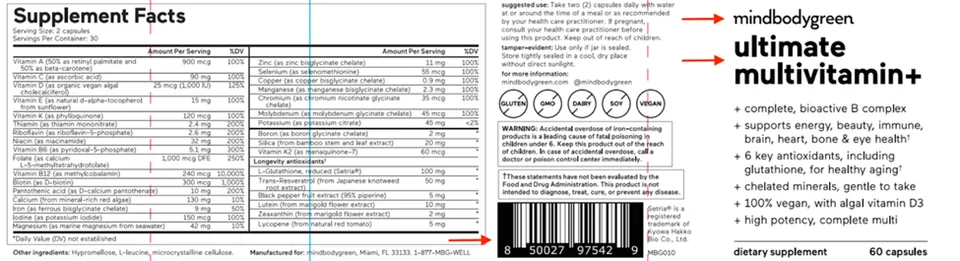 Supplement Facts
Serving Size: 2 capsules
Servings Per Container: 30
Amount Per Serving %DV
Vitamin A (50% as retinyl palmitate and 900 mcg 100%
50% as beta-carotene)
Vitamin C (as ascorbic acid) 90 mg 100%
Vitamin D (as organic vegan algal 25 mcg (1,000 IU) 125%
cholecalciferol)
Vitamin E (as natural d-alpha-tocopherol 15 mg 100%
from sunflower)
Vitamin K (as phylloquinone) 120 mcg 100%
Thiamin (as thiamin mononitrate) 2.4 mg 200%
Riboflavin (as riboflavin-5-phosphate) 2.6 mg 200%
Niacin (as niacinamide) 32 mg 200%
Vitamin B6 (as pyridoxal-5-phosphate) 5.1 mg 300%
Folate (as calcium 1,000 mcg DFE 250%
L-5-methyltetrahydrofolate)
Vitamin B12 (as methylcobalamin) 240 mcg 10,000%
Biotin (as D-biotin) 300 mcg 1,000%
Pantothenic acid (as D-calcium pantothenate) 10 mg 200%
Calcium (from mineral-rich red algae) 130 mg 10%
Iron (as ferrous bisglycinate chelate) 9 mg 50%
Iodine (as potassium iodide) 150 mcg 100%
Magnesium (as marine magnesium from seawater) 42 mg 10%
*Daily Value (DV) not established
Amount Per Serving %DV
Zinc (as zinc bisglycinate chelate) 11 mg 100%
Selenium (as selenomethionine) 55 mcg 100%
Copper (as copper bisglycinate chelate) 0.9 mg 100%
Manganese (as manganese bisglycinate chelate) 2.3 mg 100%
Chromium (as chromium nicotinate glycinate 35 mcg 100%
chelate)
Molybdenum (as molybdenum glycinate chelate) 45 mcg 100%
Potassium (as potassium citrate) 45 mg <2%
Boron (as boron glycinate chelate) 2 mg *
Silica (from bamboo stem and leaf extract) 20 mg *
Vitamin K2 (as menaquinone-7) 60 mcg *
Longevity antioxidants†
L-Glutathione, reduced (Setria®) 100 mg *
Trans-Resveratrol (from Japanese knotweed 50 mg *
root extract)
Black pepper fruit extract (95% piperine) 5 mg *
Lutein (from marigold flower extract) 10 mg *
Zeaxanthin (from marigold flower extract) 2 mg *
Lycopene (from natural red tomato) 5 mg *
Other ingredients: Hypromellose, L-leucine, microcrystalline cellulose.
Manufactured for: mindbodygreen, Miami, FL 33133. 1-877-MBG-WELL
suggested use: Take two (2) capsules daily with water
at or around the time of a meal or as recommended
by your health care practitioner. If pregnant,
consult your health care practitioner before
using this product. Keep out of reach of children.
tamper-evident: Use only if jar is sealed.
Store tightly sealed in a cool, dry place
without direct sunlight.
for more information:
mindbodygreen.com @mindbodygreen
GLUTEN GMO DAIRY SOY VEGAN
WARNING: Accidental overdose of iron-containing
products is a leading cause of fatal poisoning in
children under 6. Keep this product out of the reach
of children. In case of accidental overdose, call a
doctor or poison control center immediately.
†These statements have not been evaluated by the
Food and Drug Administration. This product is not
intended to diagnose, treat, cure, or prevent any disease.
8 50027 97542 9
Setria® is a
registered
trademark of
Kyowa Hakko
Bio Co., Ltd.
MBG010
mindbodygreen
ultimate
multivitamin+
+ complete, bioactive B complex
+ supports energy, beauty, immune,
brain, heart, bone & eye health†
+ 6 key antioxidants, including
glutathione, for healthy aging†
+ chelated minerals, gentle to take
+ 100% vegan, with algal vitamin D3
+ high potency, complete multi
dietary supplement 60 capsules